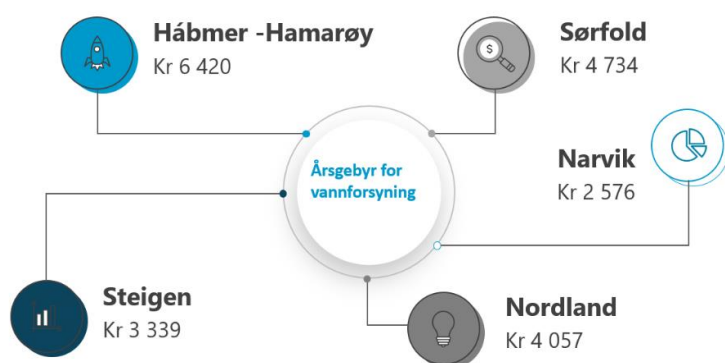 Hábmer -Hamarøy
Kr 6 420
Sørfold
Kr 4 734
Årsgebyr for
vannforsyning
Narvik
Kr 2 576
Steigen
Kr 3 339
Nordland
Kr 4 057